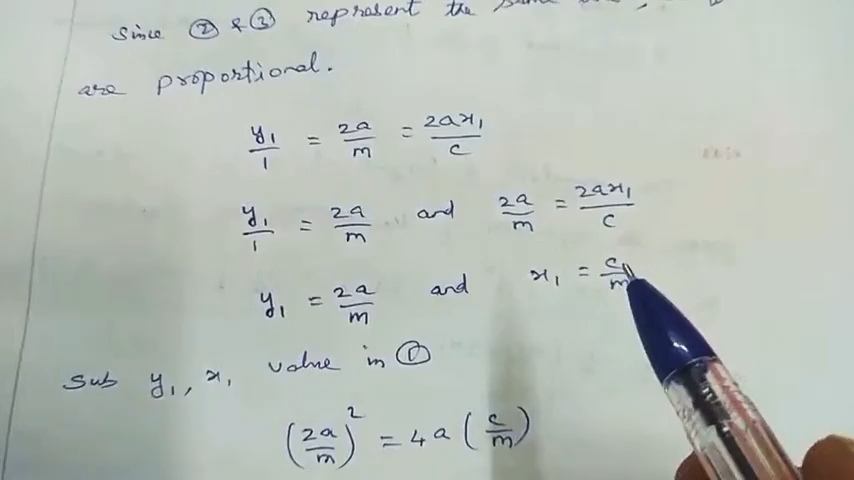 since ② & ③ represent the same
are proportional.
y₁/1 = 2a/m = 2ax₁/c
y₁/1 = 2a/m and 2a/m = 2ax₁/c
y₁ = 2a/m and x₁ = c/m
Sub y₁, x₁ value in ①
(2a/m)² = 4a (c/m)